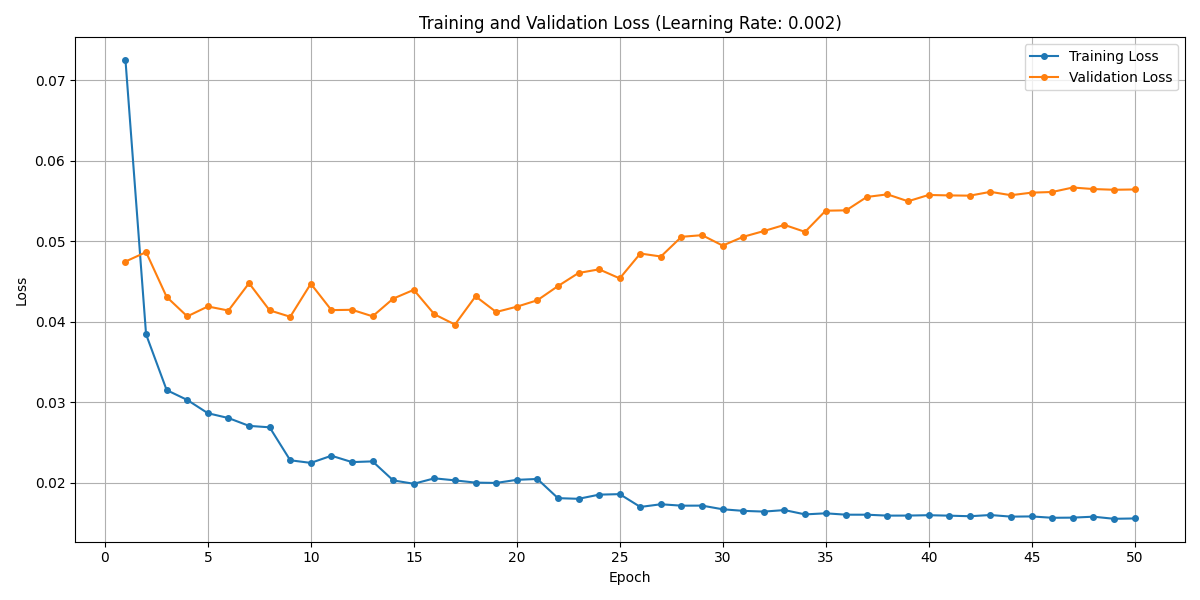 Training and Validation Loss (Learning Rate: 0.002)
Training Loss
Validation Loss
0.07
0.06
0.05
0.04
0.03
0.02
Loss
0 5 10 15 20 25 30 35 40 45 50
Epoch